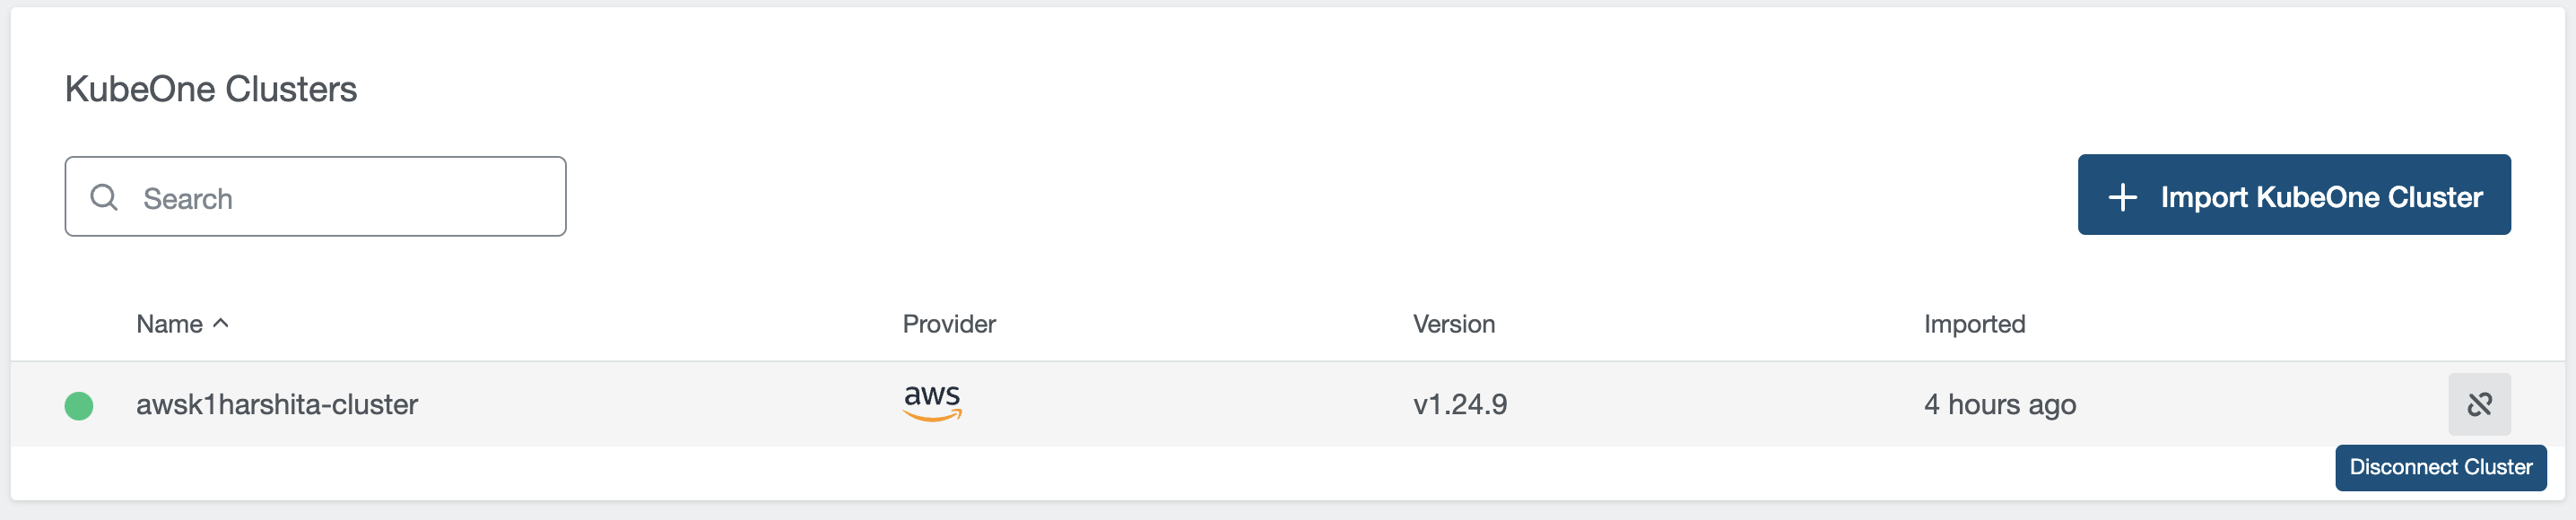 KubeOne Clusters
Search
Import KubeOne Cluster
Name Provider Version Imported
awsk1harshita-cluster aws v1.24.9 4 hours ago
Disconnect Cluster